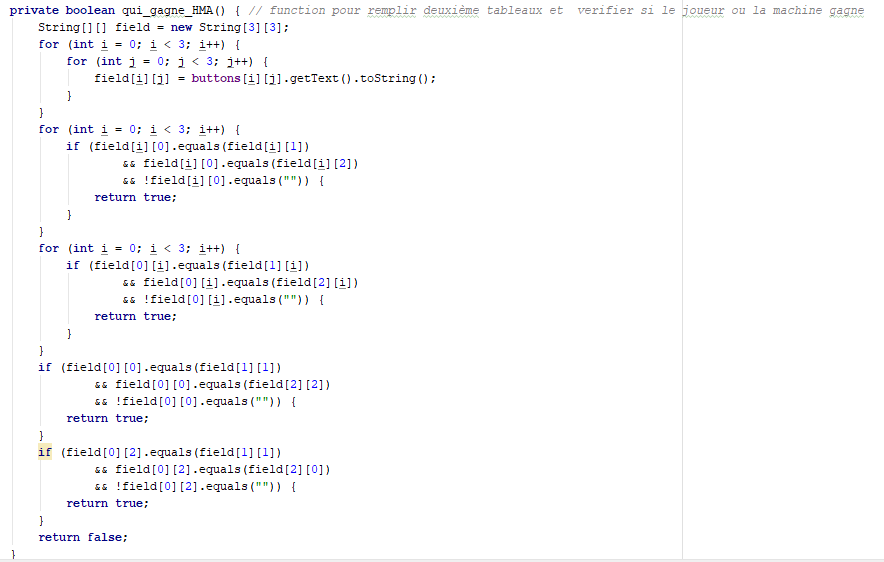 private boolean qui_gagne_HMA() { // function pour remplir deuxième tableaux et  verifier si le joueur ou la machine gagne
    String[][] field = new String[3][3];
    for (int i = 0; i < 3; i++) {
        for (int j = 0; j < 3; j++) {
            field[i][j] = buttons[i][j].getText().toString();
        }
    }
    for (int i = 0; i < 3; i++) {
        if (field[i][0].equals(field[i][1])
                && field[i][0].equals(field[i][2])
                && !field[i][0].equals("")) {
            return true;
        }
    }
    for (int i = 0; i < 3; i++) {
        if (field[0][i].equals(field[1][i])
                && field[0][i].equals(field[2][i])
                && !field[0][i].equals("")) {
            return true;
        }
    }
    if (field[0][0].equals(field[1][1])
            && field[0][0].equals(field[2][2])
            && !field[0][0].equals("")) {
        return true;
    }
    if (field[0][2].equals(field[1][1])
            && field[0][2].equals(field[2][0])
            && !field[0][2].equals("")) {
        return true;
    }
    return false;
}